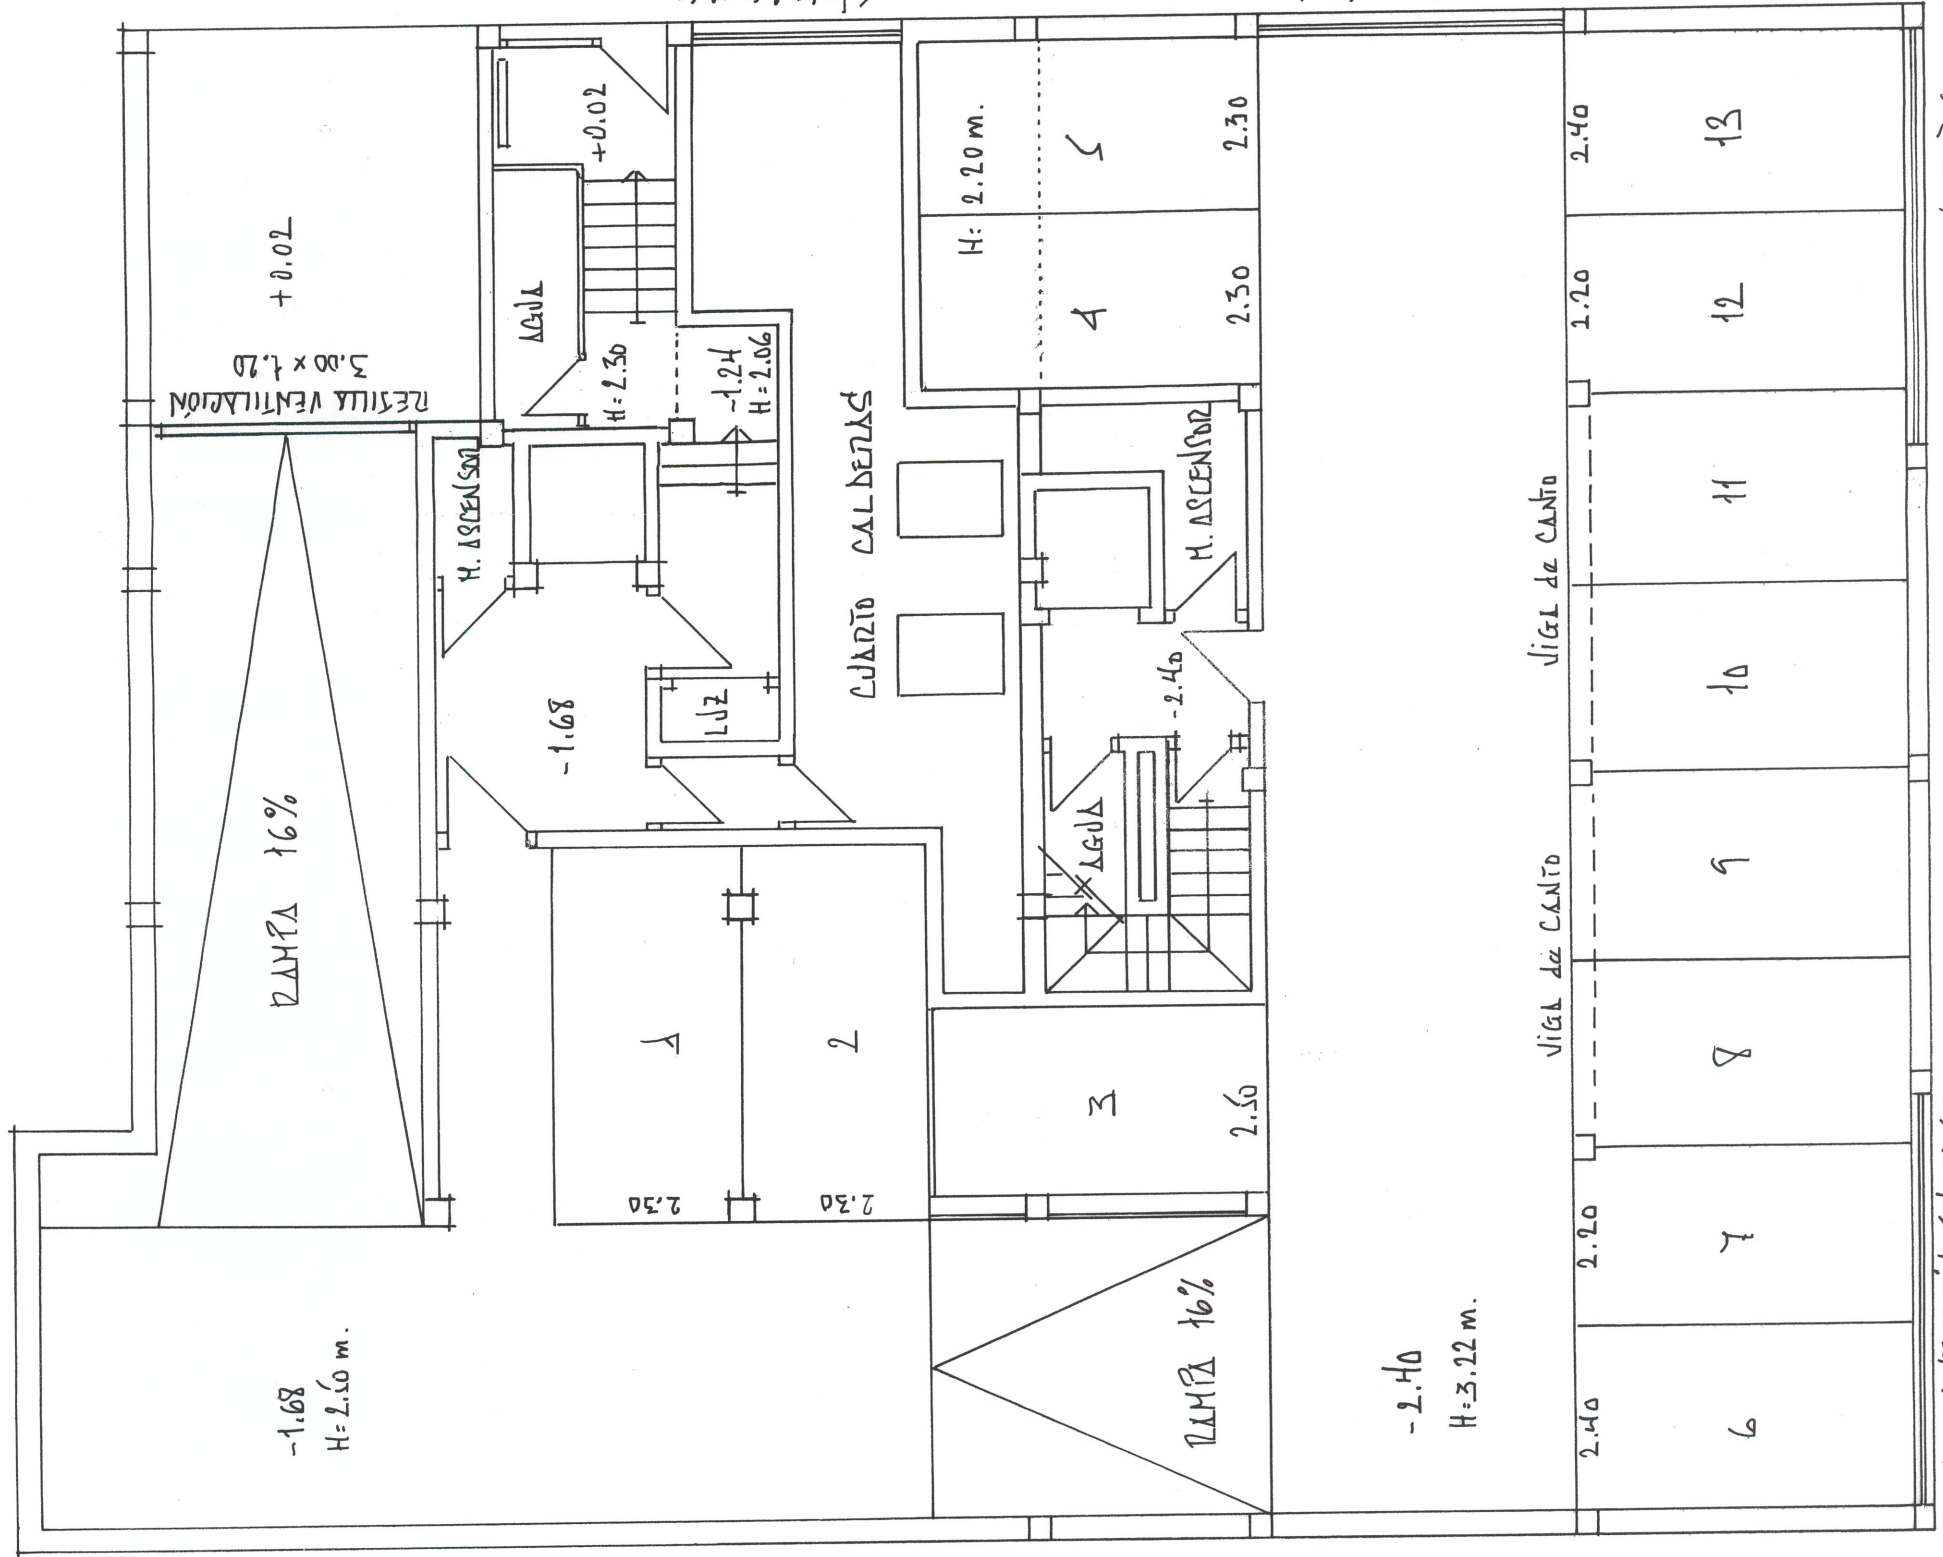 +0.02
REJILLA VENTILACIÓN
3.00 x 1.20
RAMPA 16%
-1.68
H=2.50 m.
+0.02
AGUA
H=2.30
-1.24
H=2.06
M. ASCENSOR
-1.68
LUZ
CUARTO CALDERAS
1
2.30
2
2.30
3
2.50
H: 2.20 m.
4
2.30
5
2.30
M. ASCENSOR
-2.40
AGUA
RAMPA 16%
-2.40
H=3.22 m.
VIGA de CANTO
VIGA de CANTO
2.40
6
2.20
7
8
9
10
11
2.20
12
2.40
13